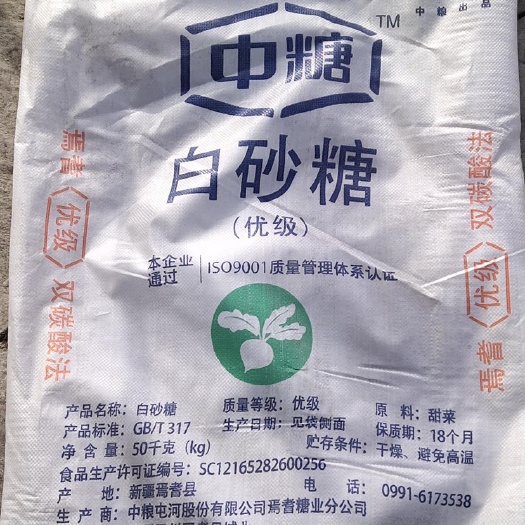 中粮出品
中糖 TM
白砂糖
(优级)
本企业通过 ISO9001质量管理体系认证
焉耆 优级 双碳酸法
焉耆 优级 双碳酸法
产品名称：白砂糖 质量等级：优级 原 料：甜菜
产品标准：GB/T 317 生产日期：见袋侧面 保质期：18个月
净 含 量：50千克（kg） 贮存条件：干燥、避免高温
食品生产许可证编号：SC12165282600256
产 地：新疆焉耆县 电 话：0991-6173538
生 产 商：中粮屯河股份有限公司焉耆糖业分公司